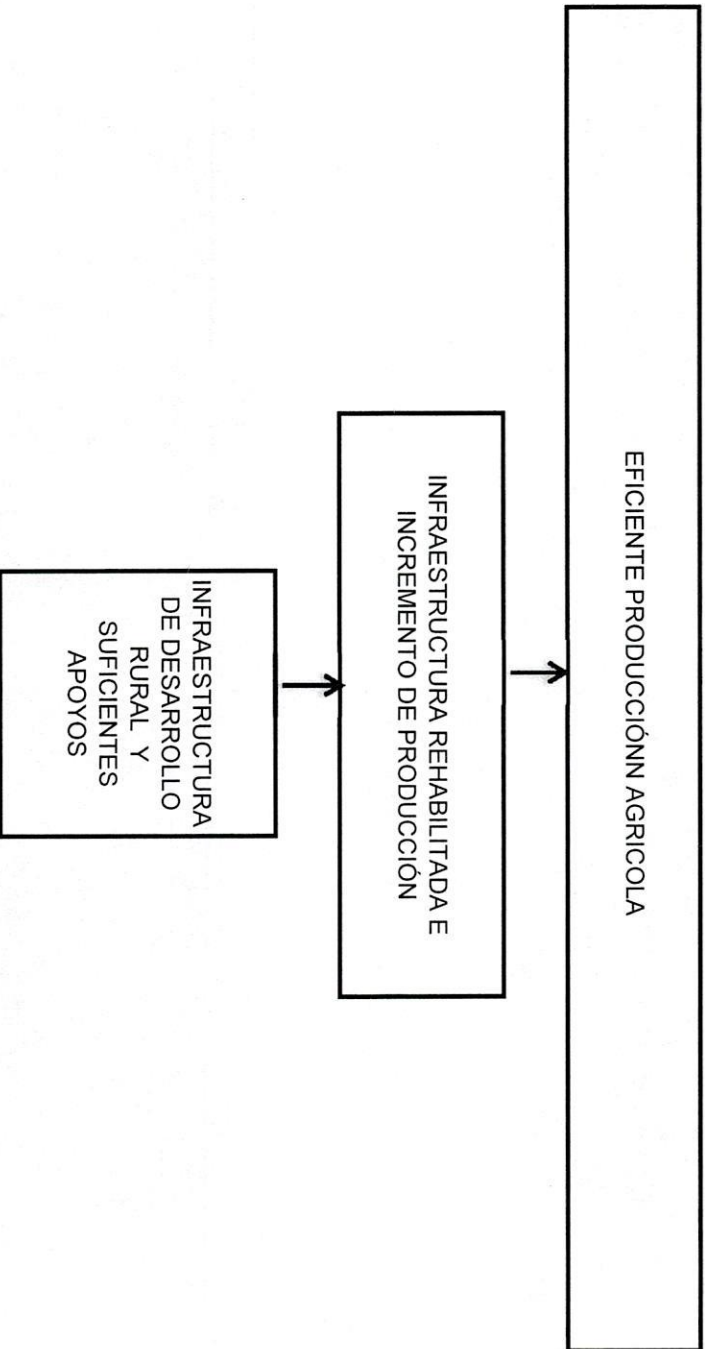 EFICIENTE PRODUCCIÓNN AGRICOLA
INFRAESTRUCTURA REHABILITADA E
INCREMENTO DE PRODUCCIÓN
INFRAESTRUCTURA
DE DESARROLLO
RURAL Y
SUFICIENTES
APOYOS